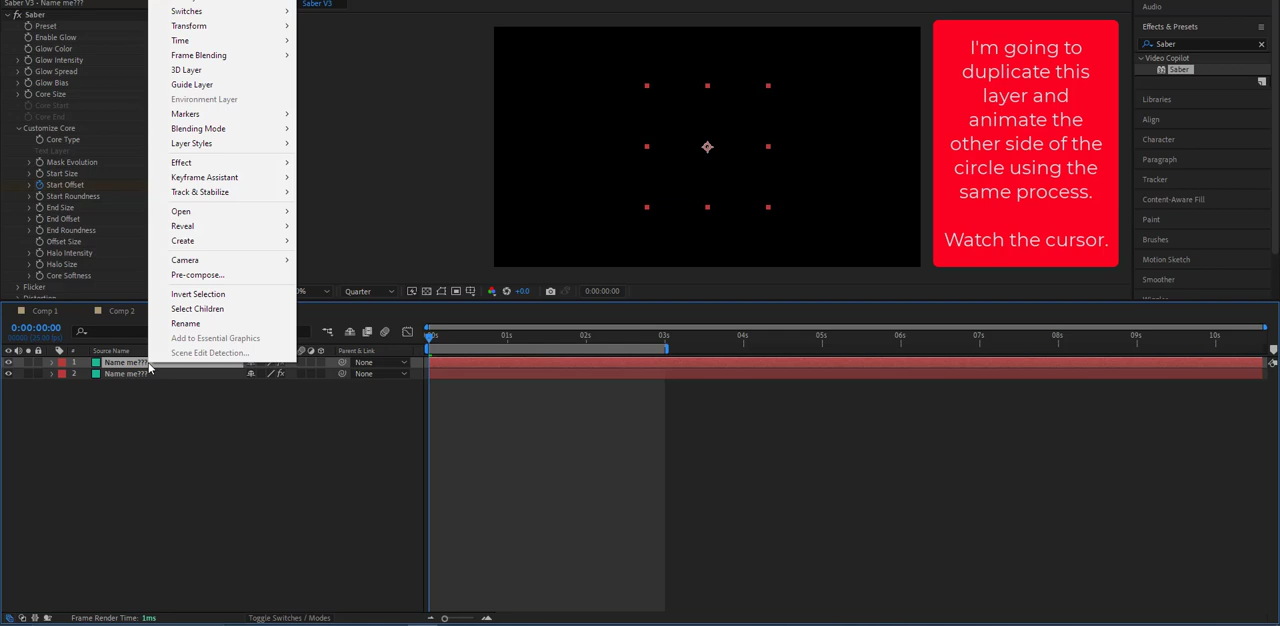 Saber V3 • Name me???
fx Saber
Preset
Enable Glow
Glow Color
Glow Intensity
Glow Spread
Glow Bias
Core Size
Core Start
Core End
Customize Core
Core Type
Text Layer
Mask Evolution
Start Size
Start Offset
Start Roundness
End Size
End Offset
End Roundness
Offset Size
Halo Intensity
Halo Size
Core Softness
Flicker
Distortion
Switches
Transform
Time
Frame Blending
3D Layer
Guide Layer
Environment Layer
Markers
Blending Mode
Layer Styles
Effect
Keyframe Assistant
Track & Stabilize
Open
Reveal
Create
Camera
Pre-compose...
Invert Selection
Select Children
Rename
Add to Essential Graphics
Scene Edit Detection...
Saber V3
I'm going to
duplicate this
layer and
animate the
other side of the
circle using the
same process.
Watch the cursor.
Audio
Effects & Presets
Saber
Video Copilot
Saber
Libraries
Align
Character
Paragraph
Tracker
Content-Aware Fill
Paint
Brushes
Motion Sketch
Smoother
Quarter
+0.0
0:00:00:00
Comp 1
Comp 2
0:00:00:00
00000 (25.00 fps)
# Source Name
Parent & Link
1 Name me???
None
2 Name me???
None
01s 02s 03s 04s 05s 06s 07s 08s 09s 10s
Frame Render Time: 1ms
Toggle Switches / Modes